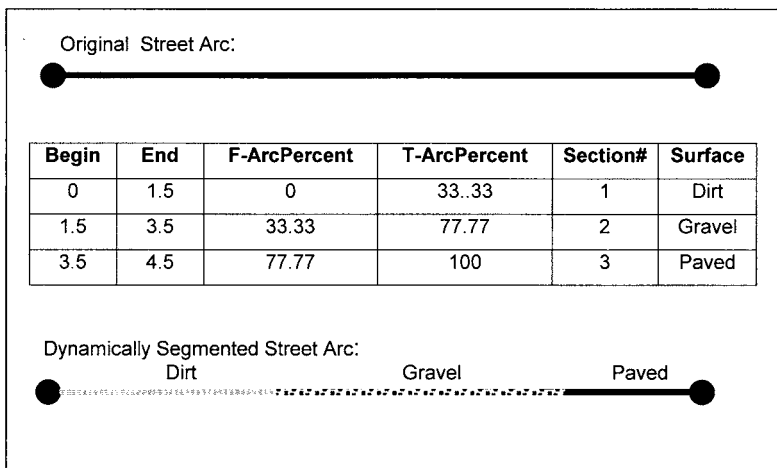 Original Street Arc:
Begin End F-ArcPercent T-ArcPercent Section# Surface
0 1.5 0 33..33 1 Dirt
1.5 3.5 33.33 77.77 2 Gravel
3.5 4.5 77.77 100 3 Paved
Dynamically Segmented Street Arc:
Dirt Gravel Paved